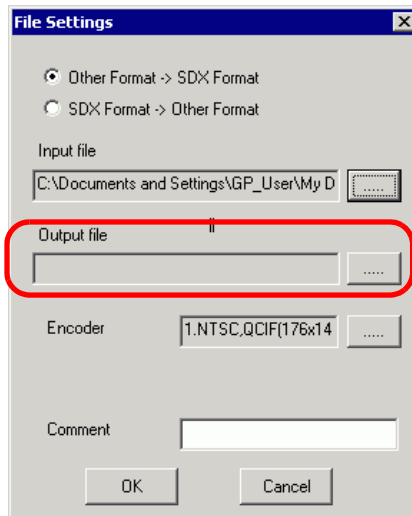 File Settings
Other Format -> SDX Format
SDX Format -> Other Format
Input file
C:\Documents and Settings\GP_User\My D
.....
Output file
.....
Encoder
1.NTSC,QCIF(176x14
.....
Comment
OK
Cancel